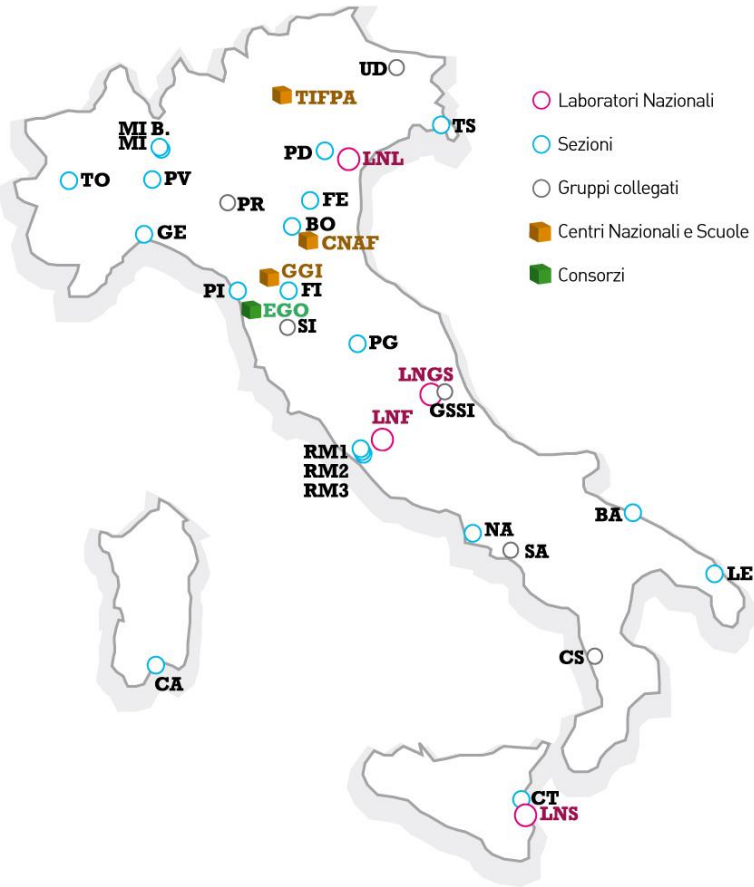 UD
TIFPA
TS
MI B.
MI
PD
LNL
TO
PV
PR
FE
BO
CNAF
GE
GGI
PI
FI
EGO
SI
PG
LNGS
GSSI
LNF
RM1
RM2
RM3
NA
SA
BA
LE
CS
CA
CT
LNS
Laboratori Nazionali
Sezioni
Gruppi collegati
Centri Nazionali e Scuole
Consorzi